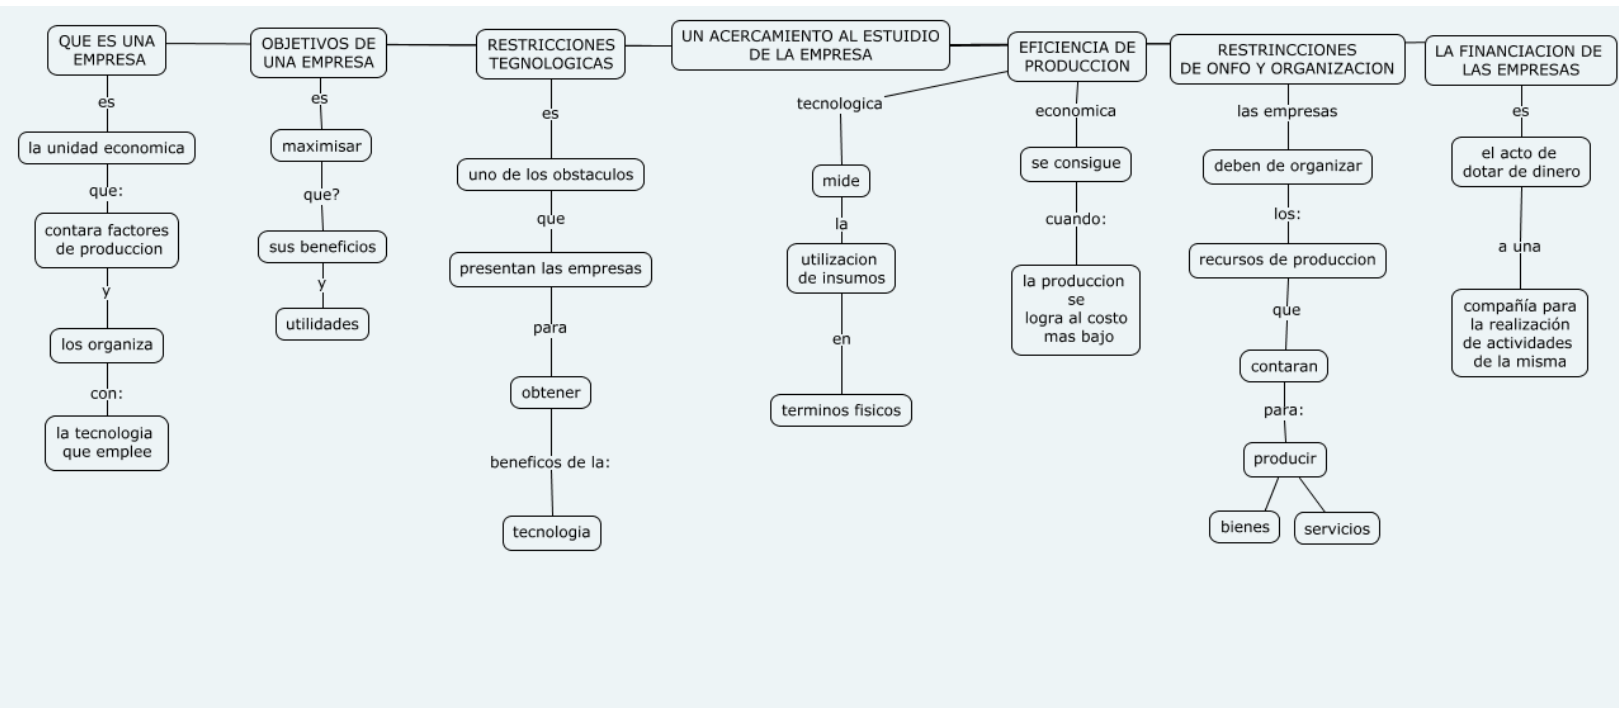 QUE ES UNA
EMPRESA
es
la unidad economica
que:
contara factores
de produccion
y
los organiza
con:
la tecnologia
que emplee
OBJETIVOS DE
UNA EMPRESA
es
maximisar
que?
sus beneficios
y
utilidades
RESTRICCIONES
TEGNOLOGICAS
es
uno de los obstaculos
que
presentan las empresas
para
obtener
beneficos de la:
tecnologia
UN ACERCAMIENTO AL ESTUIDIO
DE LA EMPRESA
EFICIENCIA DE
PRODUCCION
tecnologica
mide
la
utilizacion
de insumos
en
terminos fisicos
economica
se consigue
cuando:
la produccion
se
logra al costo
mas bajo
RESTRINCCIONES
DE ONFO Y ORGANIZACION
las empresas
deben de organizar
los:
recursos de produccion
que
contaran
para:
producir
bienes
servicios
LA FINANCIACION DE
LAS EMPRESAS
es
el acto de
dotar de dinero
a una
compañía para
la realización
de actividades
de la misma